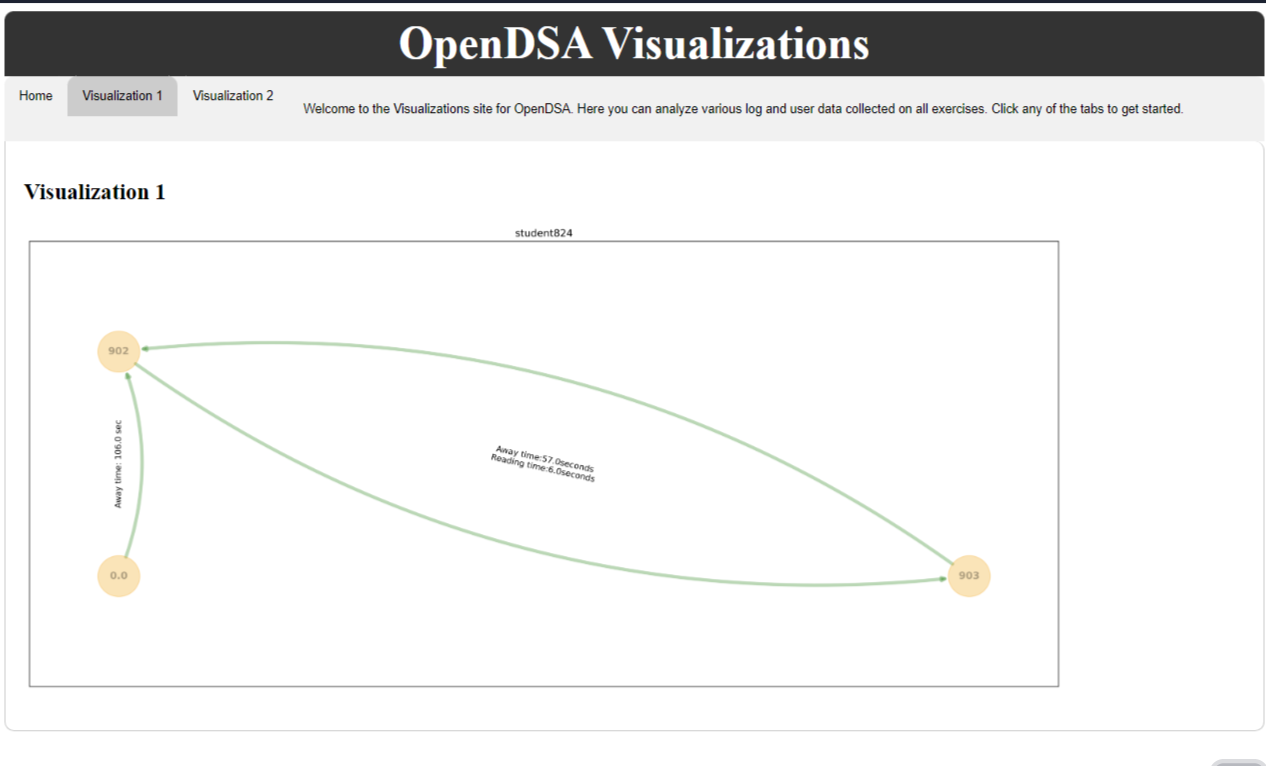 OpenDSA Visualizations
Home
Visualization 1
Visualization 2
Welcome to the Visualizations site for OpenDSA. Here you can analyze various log and user data collected on all exercises. Click any of the tabs to get started.
Visualization 1
student824
902
Away time: 106.0 sec
Away time:57.0seconds
Reading time:6.0seconds
0.0
903